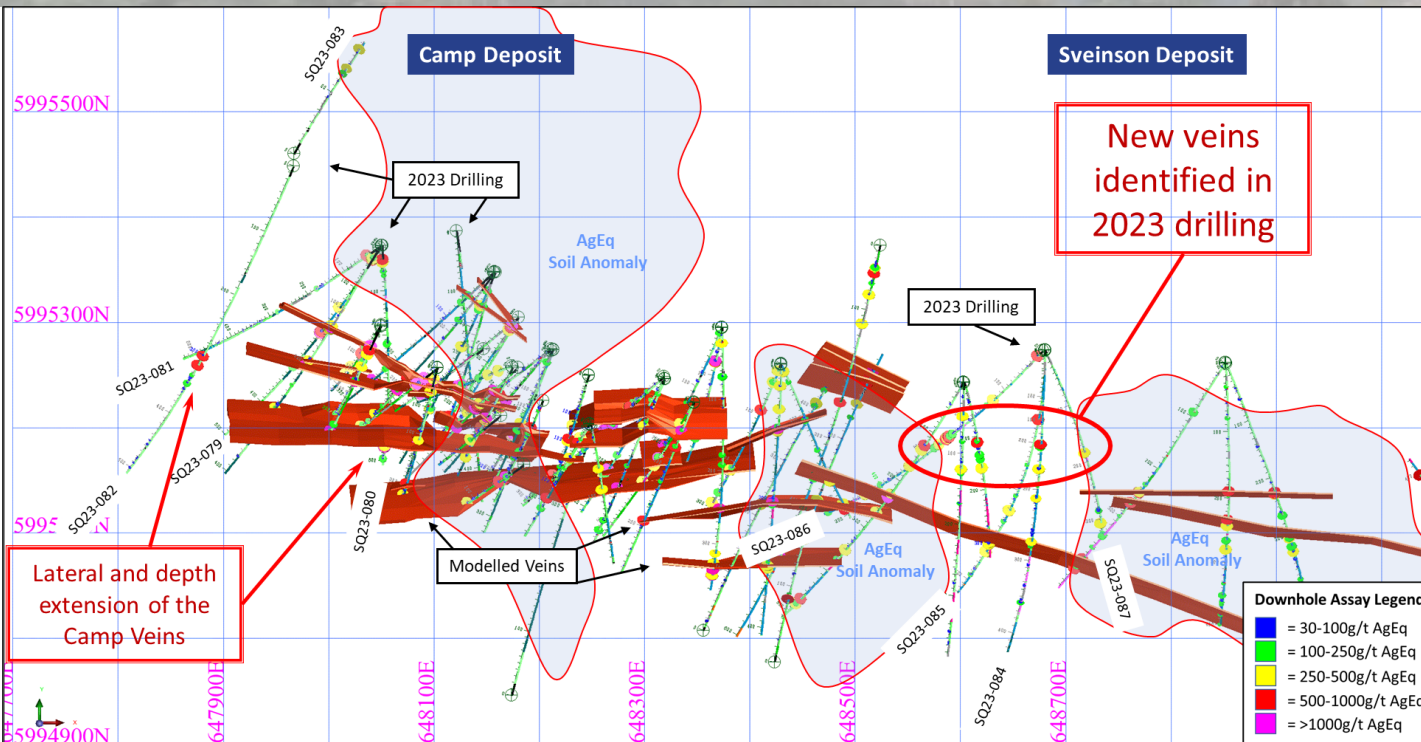 Camp Deposit
Sveinson Deposit
SQ23-083
5995500N
New veins
identified in
2023 drilling
2023 Drilling
AgEq
Soil Anomaly
2023 Drilling
5995300N
SQ23-081
SQ23-079
SQ23-082
SQ23-080
5995
N
Modelled Veins
SQ23-086
AgEq
Soil Anomaly
AgEq
Soil Anomaly
SQ23-085
SQ23-087
SQ23-084
Lateral and depth
extension of the
Camp Veins
Downhole Assay Legend
= 30-100g/t AgEq
= 100-250g/t AgEq
= 250-500g/t AgEq
= 500-1000g/t AgEq
= >1000g/t AgEq
647900E
648100E
648300E
648500E
648700E
5994900N